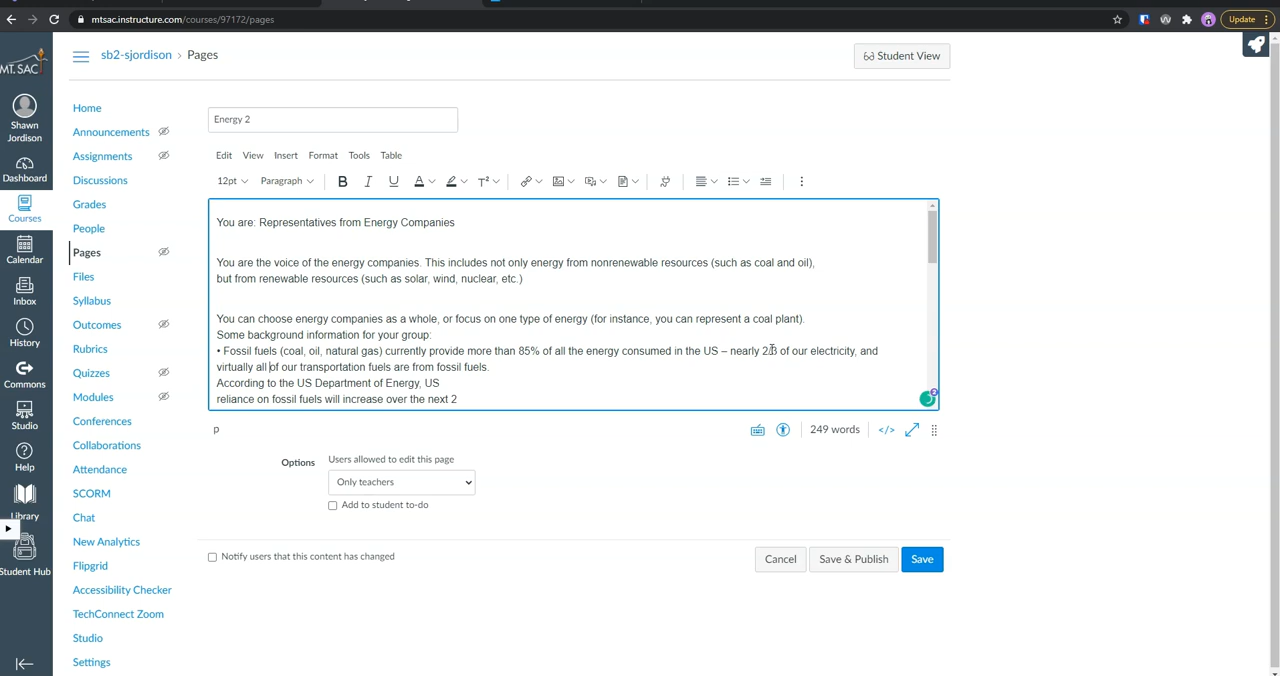 mtsac.instructure.com/courses/97172/pages
Update
MT. SAC
sb2-sjordison › Pages
Student View
Shawn
Jordison
Dashboard
Courses
Calendar
Inbox
History
Commons
Studio
Help
Library
Student Hub
Home
Announcements
Assignments
Discussions
Grades
People
Pages
Files
Syllabus
Outcomes
Rubrics
Quizzes
Modules
Conferences
Collaborations
Attendance
SCORM
Chat
New Analytics
Flipgrid
Accessibility Checker
TechConnect Zoom
Studio
Settings
Energy 2
Edit View Insert Format Tools Table
12pt Paragraph B I U A T²
You are: Representatives from Energy Companies
You are the voice of the energy companies. This includes not only energy from nonrenewable resources (such as coal and oil),
but from renewable resources (such as solar, wind, nuclear, etc.)
You can choose energy companies as a whole, or focus on one type of energy (for instance, you can represent a coal plant).
Some background information for your group:
• Fossil fuels (coal, oil, natural gas) currently provide more than 85% of all the energy consumed in the US – nearly 2/3 of our electricity, and
virtually all of our transportation fuels are from fossil fuels.
According to the US Department of Energy, US
reliance on fossil fuels will increase over the next 2
2
p
249 words </>
Options
Users allowed to edit this page
Only teachers
Add to student to-do
Notify users that this content has changed
Cancel Save & Publish Save